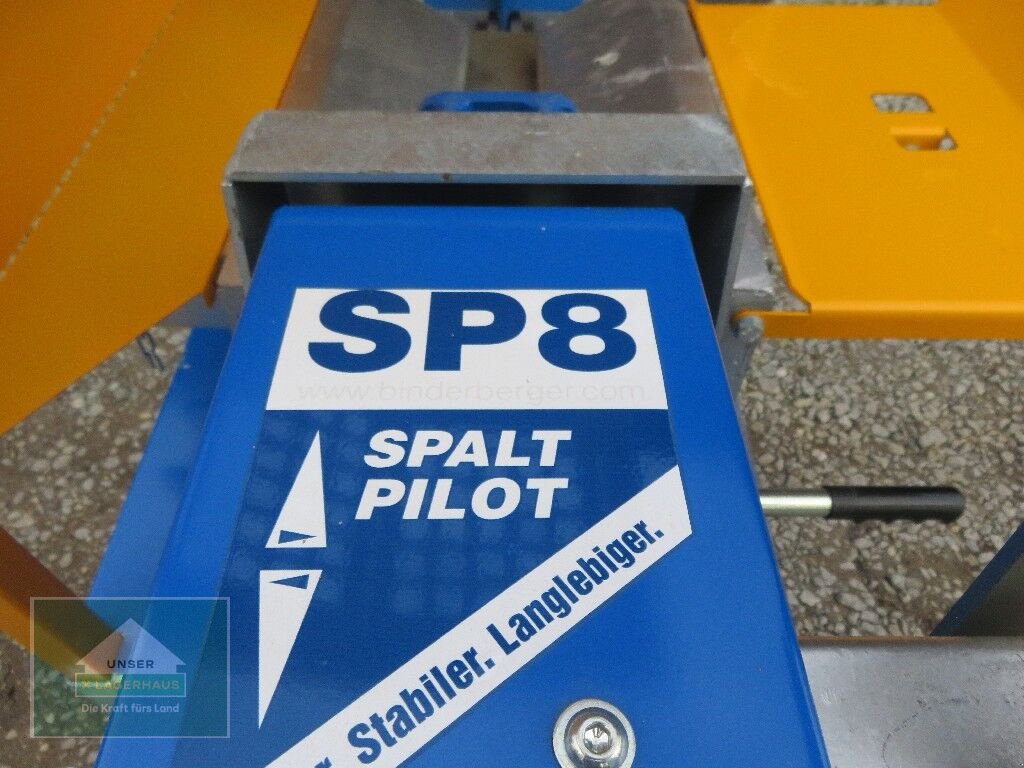 SP8
www.binderberger.com
SPALT
PILOT
Stabiler. Langlebiger.
UNSER
LAGERHAUS
Die Kraft fürs Land